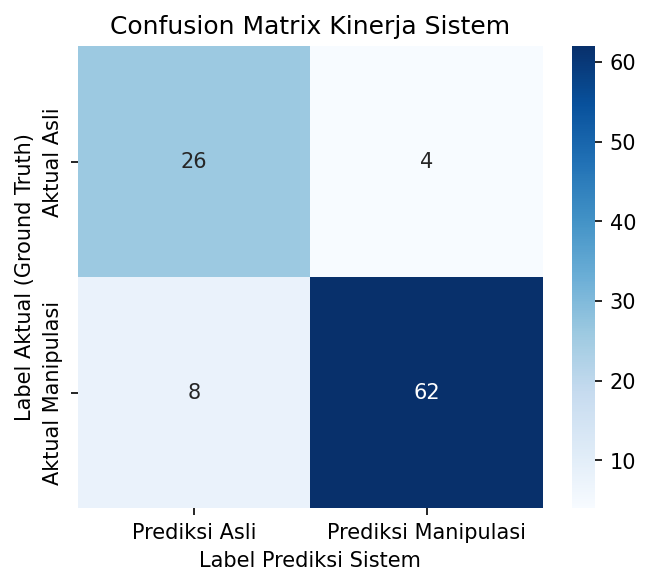 Confusion Matrix Kinerja Sistem
Label Aktual (Ground Truth)
Aktual Asli
Aktual Manipulasi
26
4
8
62
Prediksi Asli
Prediksi Manipulasi
Label Prediksi Sistem
60
50
40
30
20
10